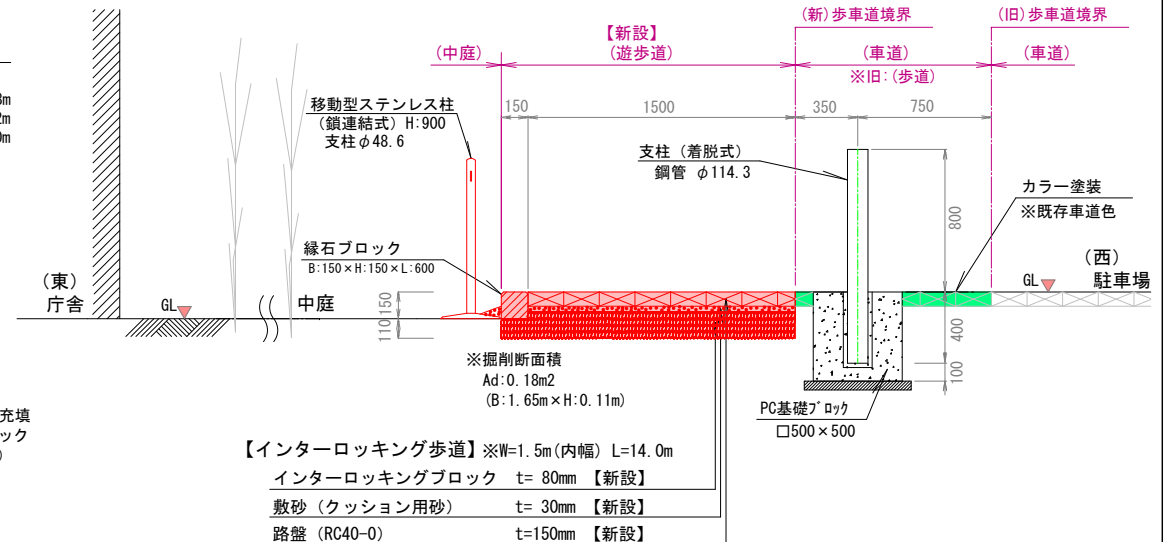 (新)歩車道境界
(旧)歩車道境界
【新設】
(中庭)
(遊歩道)
(車道)
(車道)
※旧:(歩道)
移動型ステンレス柱
(鎖連結式) H:900
支柱φ48.6
150
1500
350
750
支柱 (着脱式)
鋼管 φ114.3
カラー塗装
※既存車道色
800
縁石ブロック
B:150×H:150×L:600
(東)
庁舎
GL
中庭
(西)
駐車場
GL
150
110
400
100
※掘削断面積
Ad:0.18m2
(B:1.65m×H:0.11m)
PC基礎ブロック
□500×500
充填
ック
【インターロッキング歩道】※W=1.5m(内幅) L=14.0m
インターロッキングブロック t= 80mm 【新設】
敷砂 (クッション用砂) t= 30mm 【新設】
路盤 (RC40-0) t=150mm 【新設】